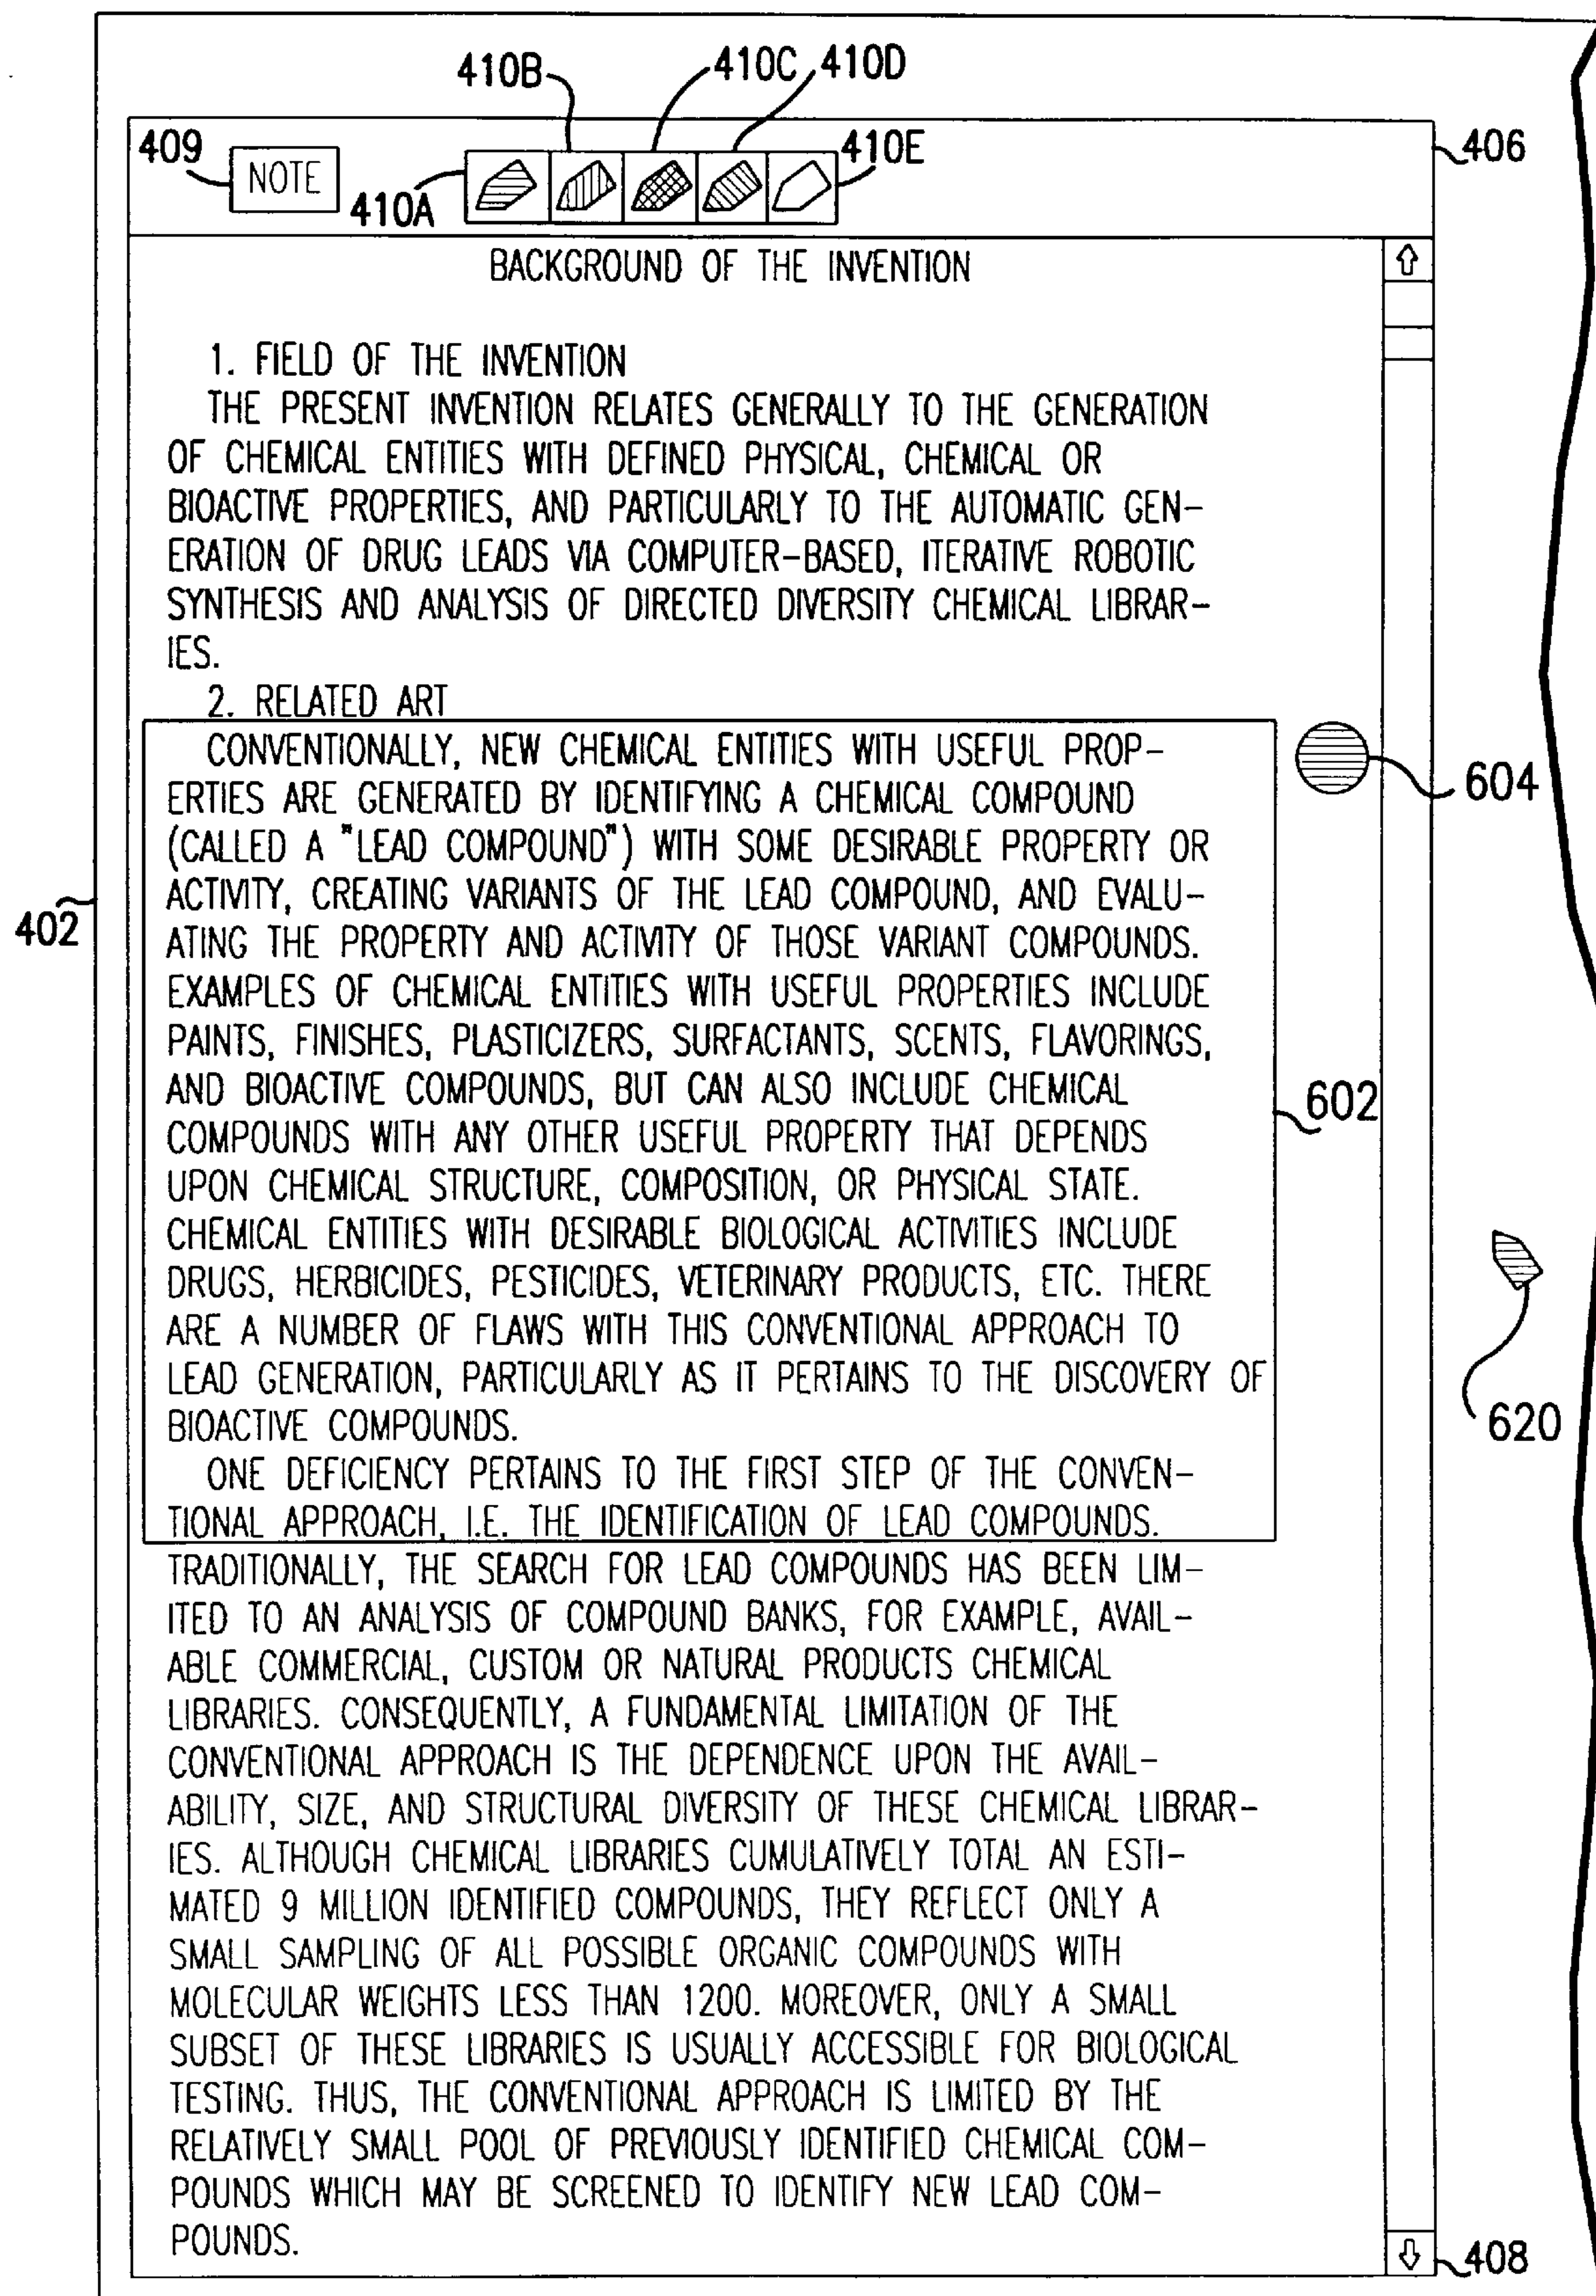 410B 410C 410D
409 NOTE 410A 410E 406
BACKGROUND OF THE INVENTION
1. FIELD OF THE INVENTION
THE PRESENT INVENTION RELATES GENERALLY TO THE GENERATION
OF CHEMICAL ENTITIES WITH DEFINED PHYSICAL, CHEMICAL OR
BIOACTIVE PROPERTIES, AND PARTICULARLY TO THE AUTOMATIC GEN-
ERATION OF DRUG LEADS VIA COMPUTER-BASED, ITERATIVE ROBOTIC
SYNTHESIS AND ANALYSIS OF DIRECTED DIVERSITY CHEMICAL LIBRAR-
IES.
2. RELATED ART
CONVENTIONALLY, NEW CHEMICAL ENTITIES WITH USEFUL PROP-
604
ERTIES ARE GENERATED BY IDENTIFYING A CHEMICAL COMPOUND
(CALLED A "LEAD COMPOUND") WITH SOME DESIRABLE PROPERTY OR
ACTIVITY, CREATING VARIANTS OF THE LEAD COMPOUND, AND EVALU-
402
ATING THE PROPERTY AND ACTIVITY OF THOSE VARIANT COMPOUNDS.
EXAMPLES OF CHEMICAL ENTITIES WITH USEFUL PROPERTIES INCLUDE
PAINTS, FINISHES, PLASTICIZERS, SURFACTANTS, SCENTS, FLAVORINGS,
AND BIOACTIVE COMPOUNDS, BUT CAN ALSO INCLUDE CHEMICAL
602
COMPOUNDS WITH ANY OTHER USEFUL PROPERTY THAT DEPENDS
UPON CHEMICAL STRUCTURE, COMPOSITION, OR PHYSICAL STATE.
CHEMICAL ENTITIES WITH DESIRABLE BIOLOGICAL ACTIVITIES INCLUDE
DRUGS, HERBICIDES, PESTICIDES, VETERINARY PRODUCTS, ETC. THERE
ARE A NUMBER OF FLAWS WITH THIS CONVENTIONAL APPROACH TO
LEAD GENERATION, PARTICULARLY AS IT PERTAINS TO THE DISCOVERY OF
BIOACTIVE COMPOUNDS.
620
ONE DEFICIENCY PERTAINS TO THE FIRST STEP OF THE CONVEN-
TIONAL APPROACH, I.E. THE IDENTIFICATION OF LEAD COMPOUNDS.
TRADITIONALLY, THE SEARCH FOR LEAD COMPOUNDS HAS BEEN LIM-
ITED TO AN ANALYSIS OF COMPOUND BANKS, FOR EXAMPLE, AVAIL-
ABLE COMMERCIAL, CUSTOM OR NATURAL PRODUCTS CHEMICAL
LIBRARIES. CONSEQUENTLY, A FUNDAMENTAL LIMITATION OF THE
CONVENTIONAL APPROACH IS THE DEPENDENCE UPON THE AVAIL-
ABILITY, SIZE, AND STRUCTURAL DIVERSITY OF THESE CHEMICAL LIBRAR-
IES. ALTHOUGH CHEMICAL LIBRARIES CUMULATIVELY TOTAL AN ESTI-
MATED 9 MILLION IDENTIFIED COMPOUNDS, THEY REFLECT ONLY A
SMALL SAMPLING OF ALL POSSIBLE ORGANIC COMPOUNDS WITH
MOLECULAR WEIGHTS LESS THAN 1200. MOREOVER, ONLY A SMALL
SUBSET OF THESE LIBRARIES IS USUALLY ACCESSIBLE FOR BIOLOGICAL
TESTING. THUS, THE CONVENTIONAL APPROACH IS LIMITED BY THE
RELATIVELY SMALL POOL OF PREVIOUSLY IDENTIFIED CHEMICAL COM-
POUNDS WHICH MAY BE SCREENED TO IDENTIFY NEW LEAD COM-
POUNDS.
408